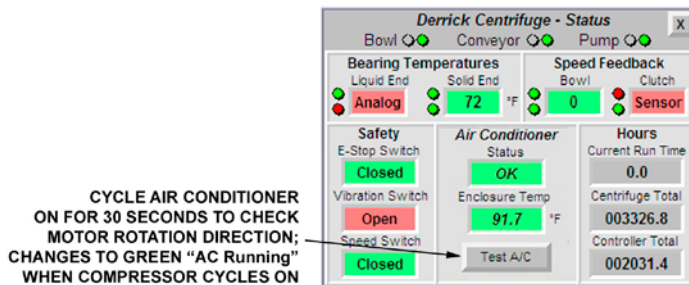 Derrick Centrifuge - Status
X
Bowl Conveyor Pump
Bearing Temperatures
Speed Feedback
Liquid End Solid End Bowl Clutch
Analog 72 °F 0 Sensor
Safety
E-Stop Switch
Closed
Vibration Switch
Open
Speed Switch
Closed
Air Conditioner
Status
OK
Enclosure Temp
91.7 °F
Test A/C
Hours
Current Run Time
0.0
Centrifuge Total
003326.8
Controller Total
002031.4
CYCLE AIR CONDITIONER
ON FOR 30 SECONDS TO CHECK
MOTOR ROTATION DIRECTION;
CHANGES TO GREEN “AC Running”
WHEN COMPRESSOR CYCLES ON